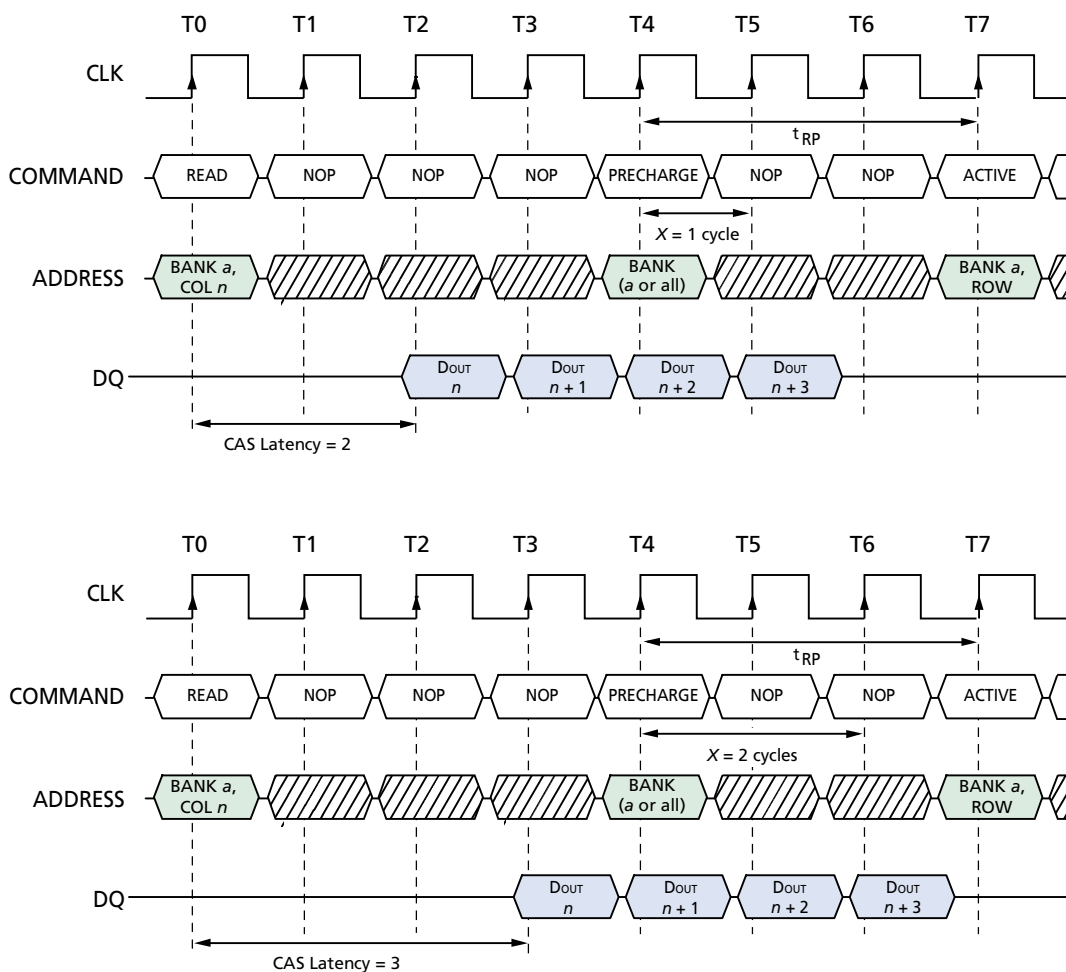 T0 T1 T2 T3 T4 T5 T6 T7
CLK
tRP
COMMAND READ NOP NOP NOP PRECHARGE NOP NOP ACTIVE
X = 1 cycle
ADDRESS
BANK a,
COL n
BANK
(a or all)
BANK a,
ROW
DQ
DOUT
n
DOUT
n + 1
DOUT
n + 2
DOUT
n + 3
CAS Latency = 2
T0 T1 T2 T3 T4 T5 T6 T7
CLK
tRP
COMMAND READ NOP NOP NOP PRECHARGE NOP NOP ACTIVE
X = 2 cycles
ADDRESS
BANK a,
COL n
BANK
(a or all)
BANK a,
ROW
DQ
DOUT
n
DOUT
n + 1
DOUT
n + 2
DOUT
n + 3
CAS Latency = 3